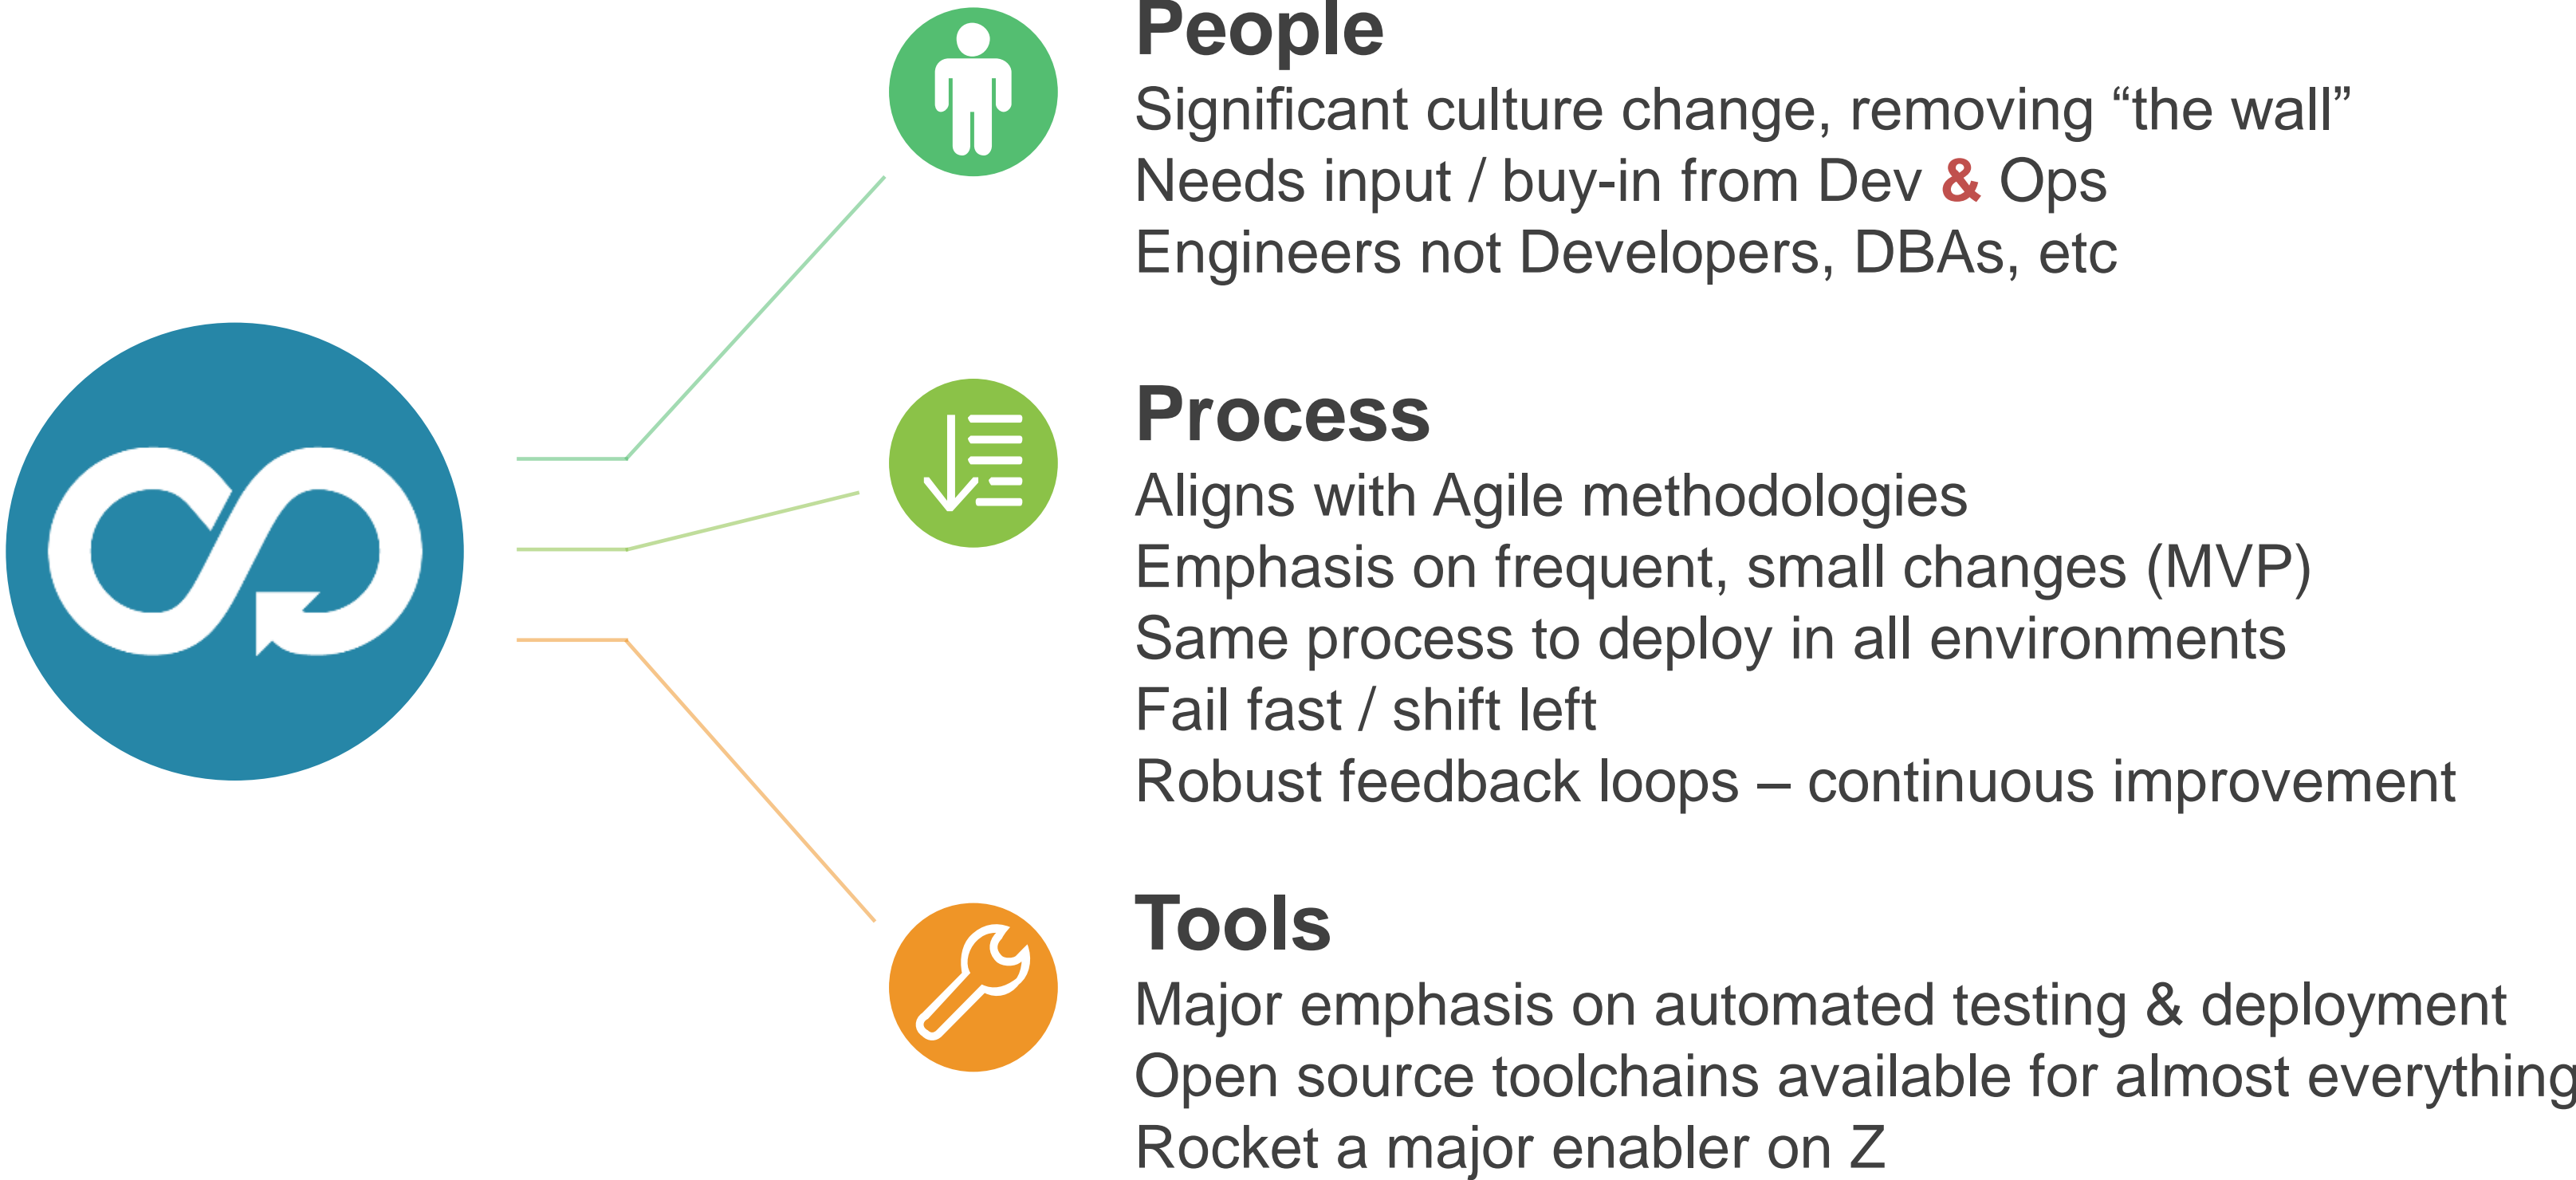 People
Significant culture change, removing “the wall”
Needs input / buy-in from Dev & Ops
Engineers not Developers, DBAs, etc
Process
Aligns with Agile methodologies
Emphasis on frequent, small changes (MVP)
Same process to deploy in all environments
Fail fast / shift left
Robust feedback loops – continuous improvement
Tools
Major emphasis on automated testing & deployment
Open source toolchains available for almost everything
Rocket a major enabler on Z